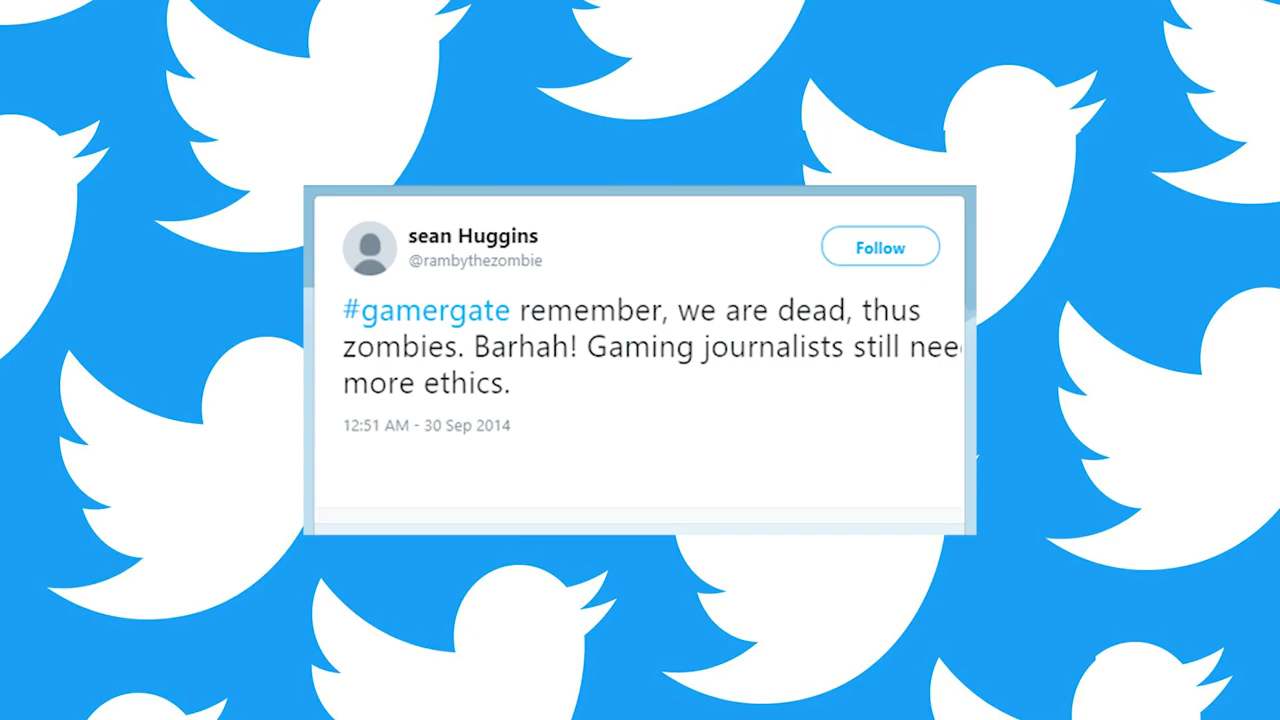 sean Huggins
@rambythezombie
Follow
#gamergate remember, we are dead, thus
zombies. Barhah! Gaming journalists still nee
more ethics.
12:51 AM - 30 Sep 2014